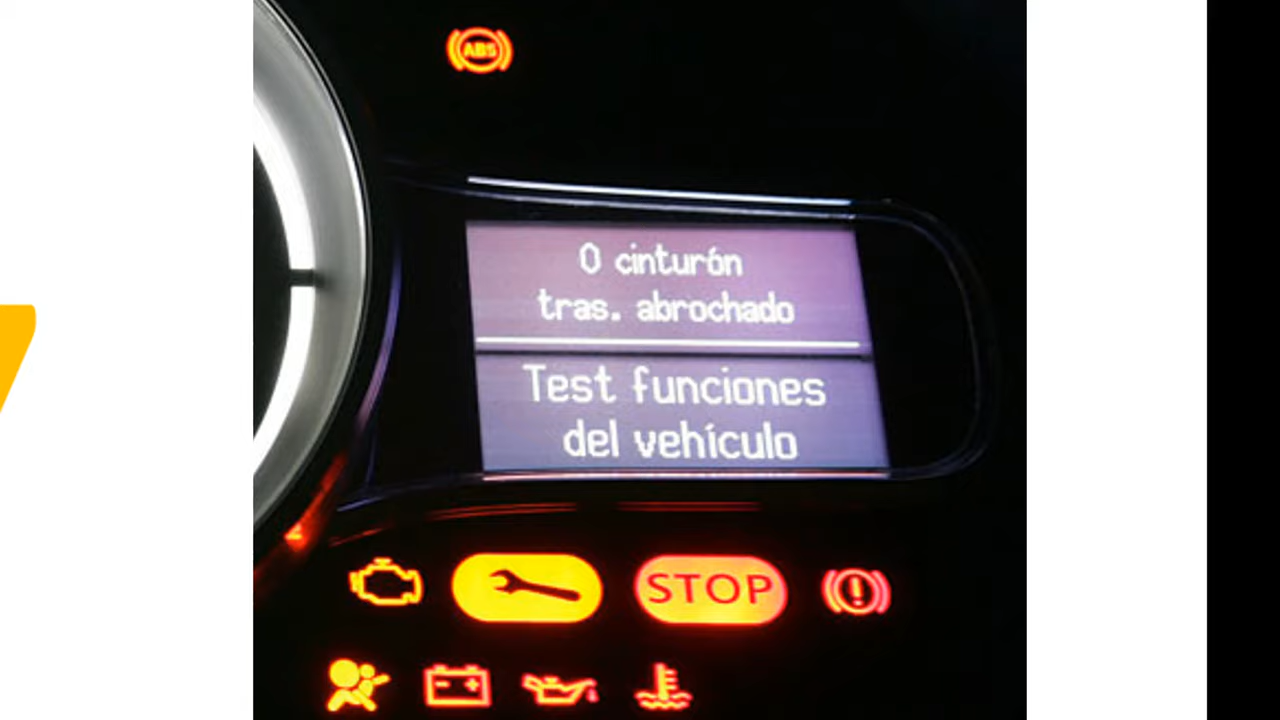 ABS
0 cinturón
tras. abrochado
Test funciones
del vehículo
STOP